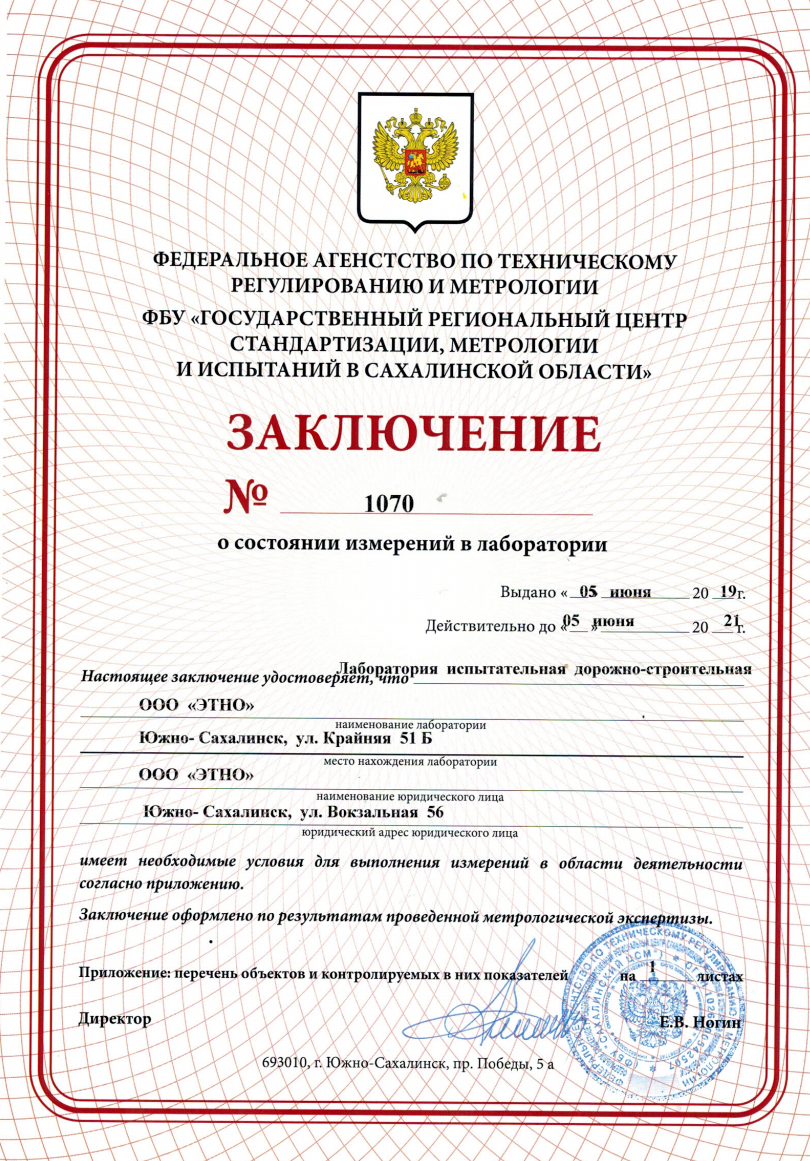 ФЕДЕРАЛЬНОЕ АГЕНСТСТВО ПО ТЕХНИЧЕСКОМУ
РЕГУЛИРОВАНИЮ И МЕТРОЛОГИИ
ФБУ «ГОСУДАРСТВЕННЫЙ РЕГИОНАЛЬНЫЙ ЦЕНТР
СТАНДАРТИЗАЦИИ, МЕТРОЛОГИИ
И ИСПЫТАНИЙ В САХАЛИНСКОЙ ОБЛАСТИ»
ЗАКЛЮЧЕНИЕ
№ 1070
о состоянии измерений в лаборатории
Выдано « 05 » июня 20 19 г.
Действительно до « 05 » июня 20 21 г.
Настоящее заключение удостоверяет, что Лаборатория испытательная дорожно-строительная
ООО «ЭТНО»
наименование лаборатории
Южно- Сахалинск, ул. Крайняя 51 Б
место нахождения лаборатории
ООО «ЭТНО»
наименование юридического лица
Южно- Сахалинск, ул. Вокзальная 56
юридический адрес юридического лица
имеет необходимые условия для выполнения измерений в области деятельности
согласно приложению.
Заключение оформлено по результатам проведенной метрологической экспертизы.
Приложение: перечень объектов и контролируемых в них показателей на 1 листах
Директор Е.В. Ногин
693010, г. Южно-Сахалинск, пр. Победы, 5 а